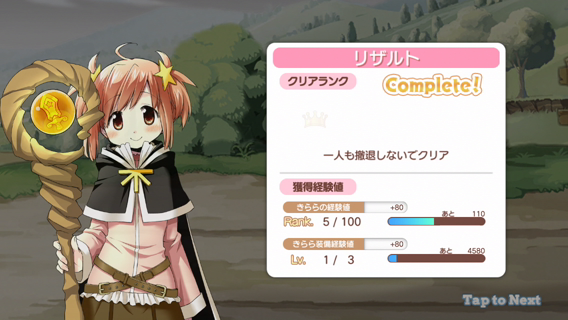 リザルト
クリアランク
Complete!
一人も撤退しないでクリア
獲得経験値
きららの経験値 +80
あと 110
Rank. 5 / 100
きらら装備経験値 +80
あと 4580
Lv. 1 / 3
Tap to Next